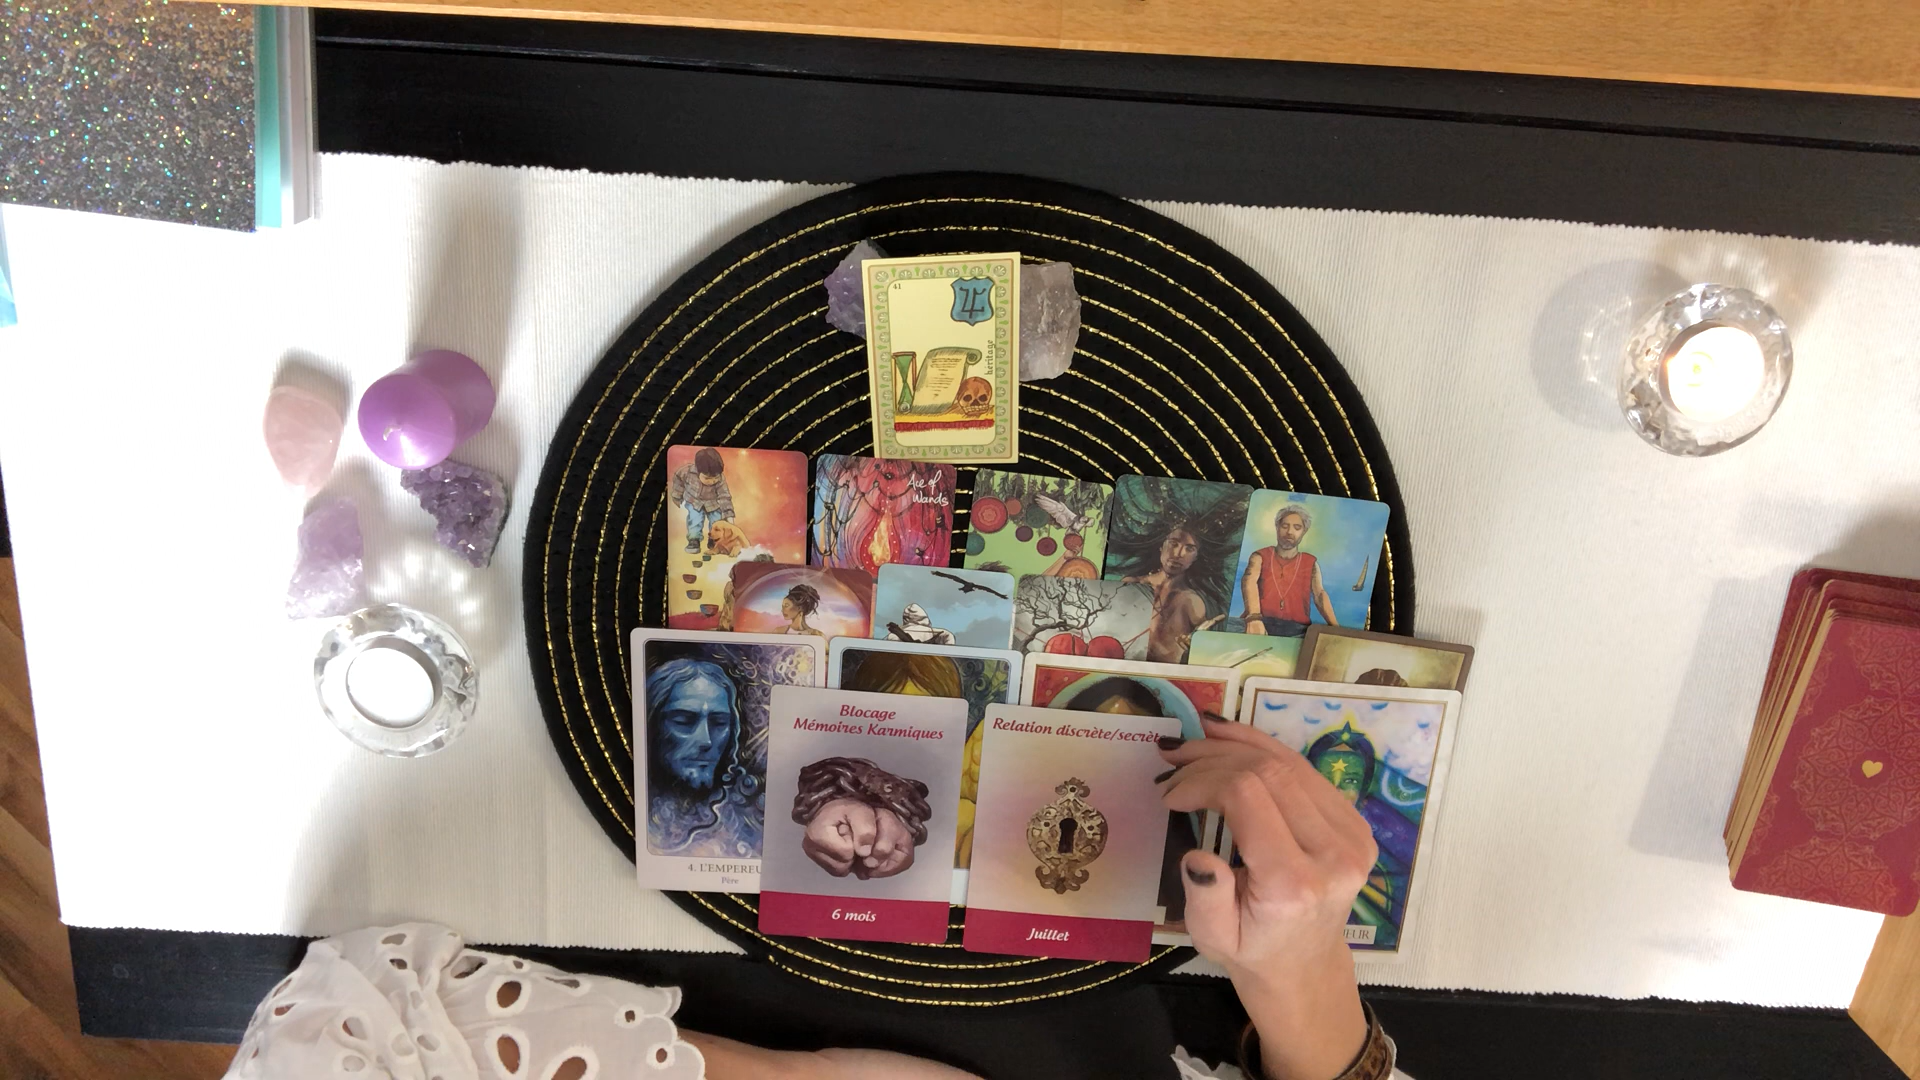 41
héritage
Ace of
Wands
4. L'EMPEREU
Père
Blocage
Mémoires Karmiques
6 mois
Relation discrète/secrète
Juillet
EUR